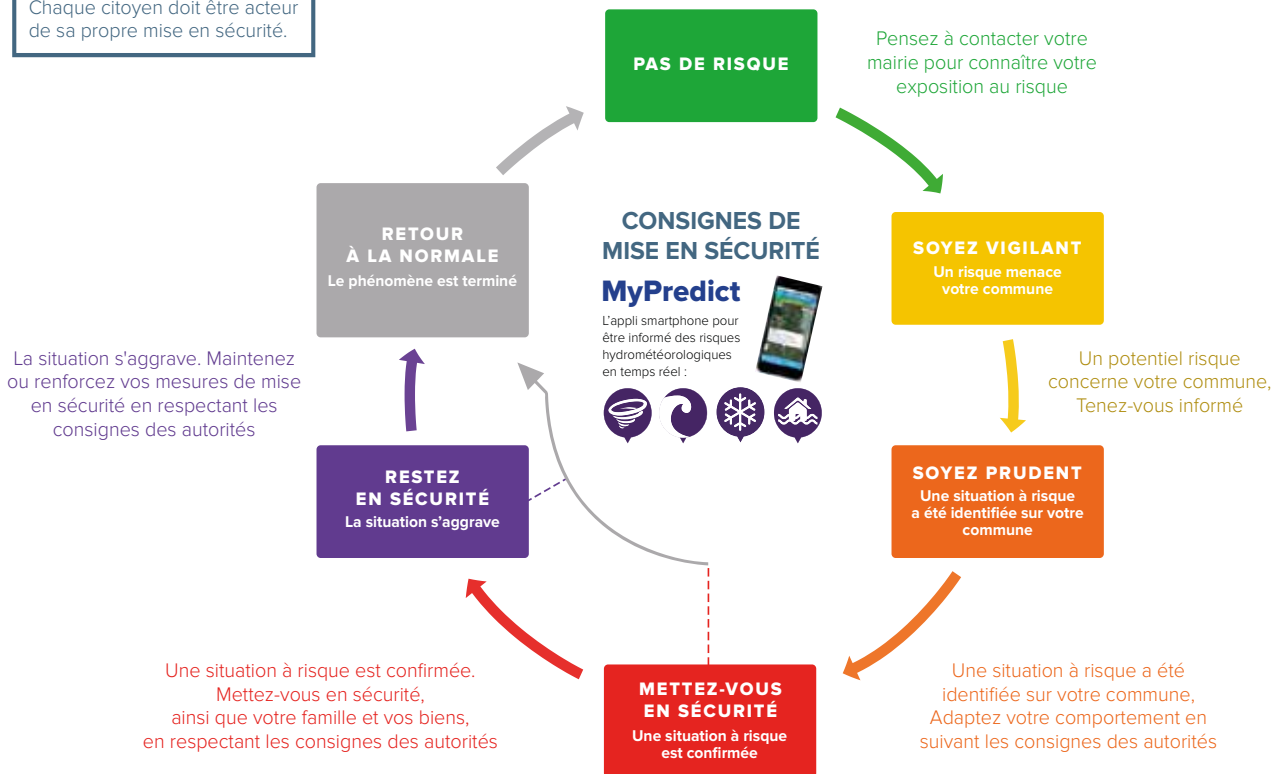 Chaque citoyen doit être acteur
de sa propre mise en sécurité.
PAS DE RISQUE
Pensez à contacter votre
mairie pour connaître votre
exposition au risque
RETOUR
À LA NORMALE
Le phénomène est terminé
CONSIGNES DE
MISE EN SÉCURITÉ
MyPredict
L'appli smartphone pour
être informé des risques
hydrométéorologiques
en temps réel :
SOYEZ VIGILANT
Un risque menace
votre commune
La situation s'aggrave. Maintenez
ou renforcez vos mesures de mise
en sécurité en respectant les
consignes des autorités
Un potentiel risque
concerne votre commune,
Tenez-vous informé
RESTEZ
EN SÉCURITÉ
La situation s'aggrave
SOYEZ PRUDENT
Une situation à risque
a été identifiée sur votre
commune
Une situation à risque est confirmée.
Mettez-vous en sécurité,
ainsi que votre famille et vos biens,
en respectant les consignes des autorités
METTEZ-VOUS
EN SÉCURITÉ
Une situation à risque
est confirmée
Une situation à risque a été
identifiée sur votre commune,
Adaptez votre comportement en
suivant les consignes des autorités